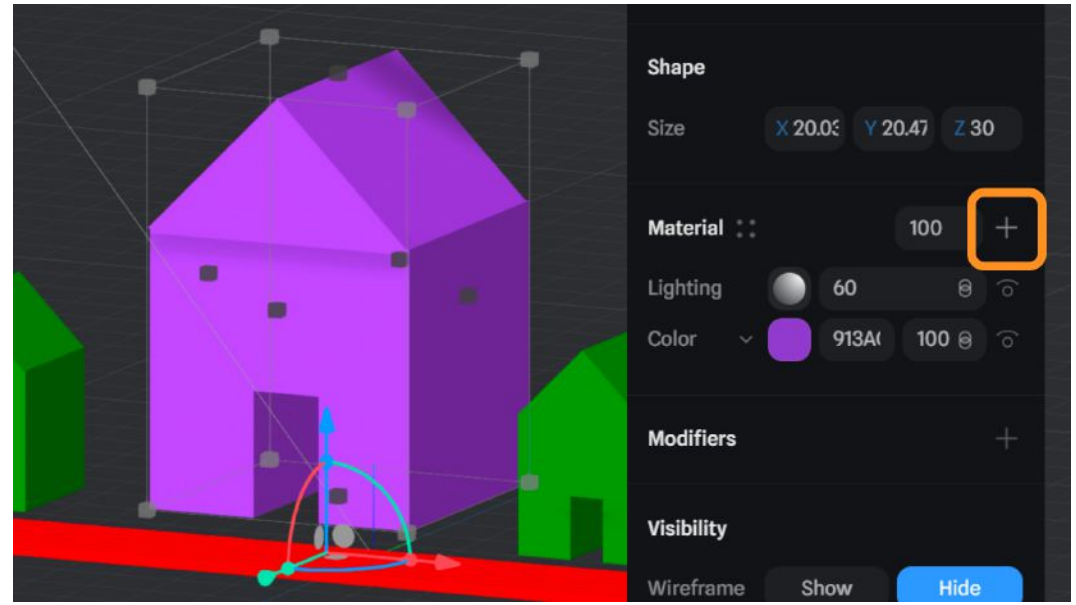 Shape
Size X 20.03 Y 20.47 Z 30
Material 100
Lighting 60
Color 913A 100
Modifiers
Visibility
Wireframe Show Hide